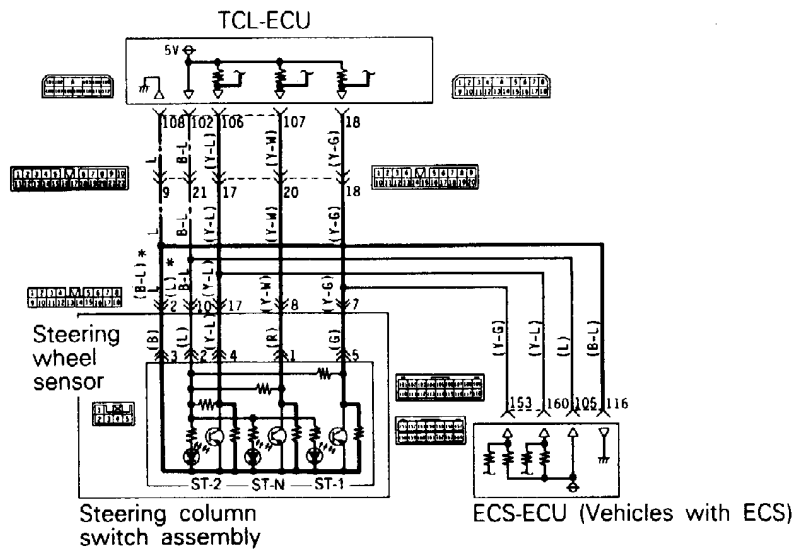 TCL-ECU
5V
108 102 106 107 18
L B-L (Y-L) (Y-W) (Y-G)
9 21 17 20 18
L B-L (Y-L) (Y-W) (Y-G)
(B-L)* L (L)* B-L (Y-L) (Y-W) (Y-G)
2 10 17 8 7
Steering
wheel
sensor
(B) (L) (Y-L) (R) (G)
3 2 4 1 5
(Y-G) (Y-L) (L) (B-L)
153 160 105 116
ST-2 ST-N ST-1
Steering column
switch assembly
ECS-ECU (Vehicles with ECS)